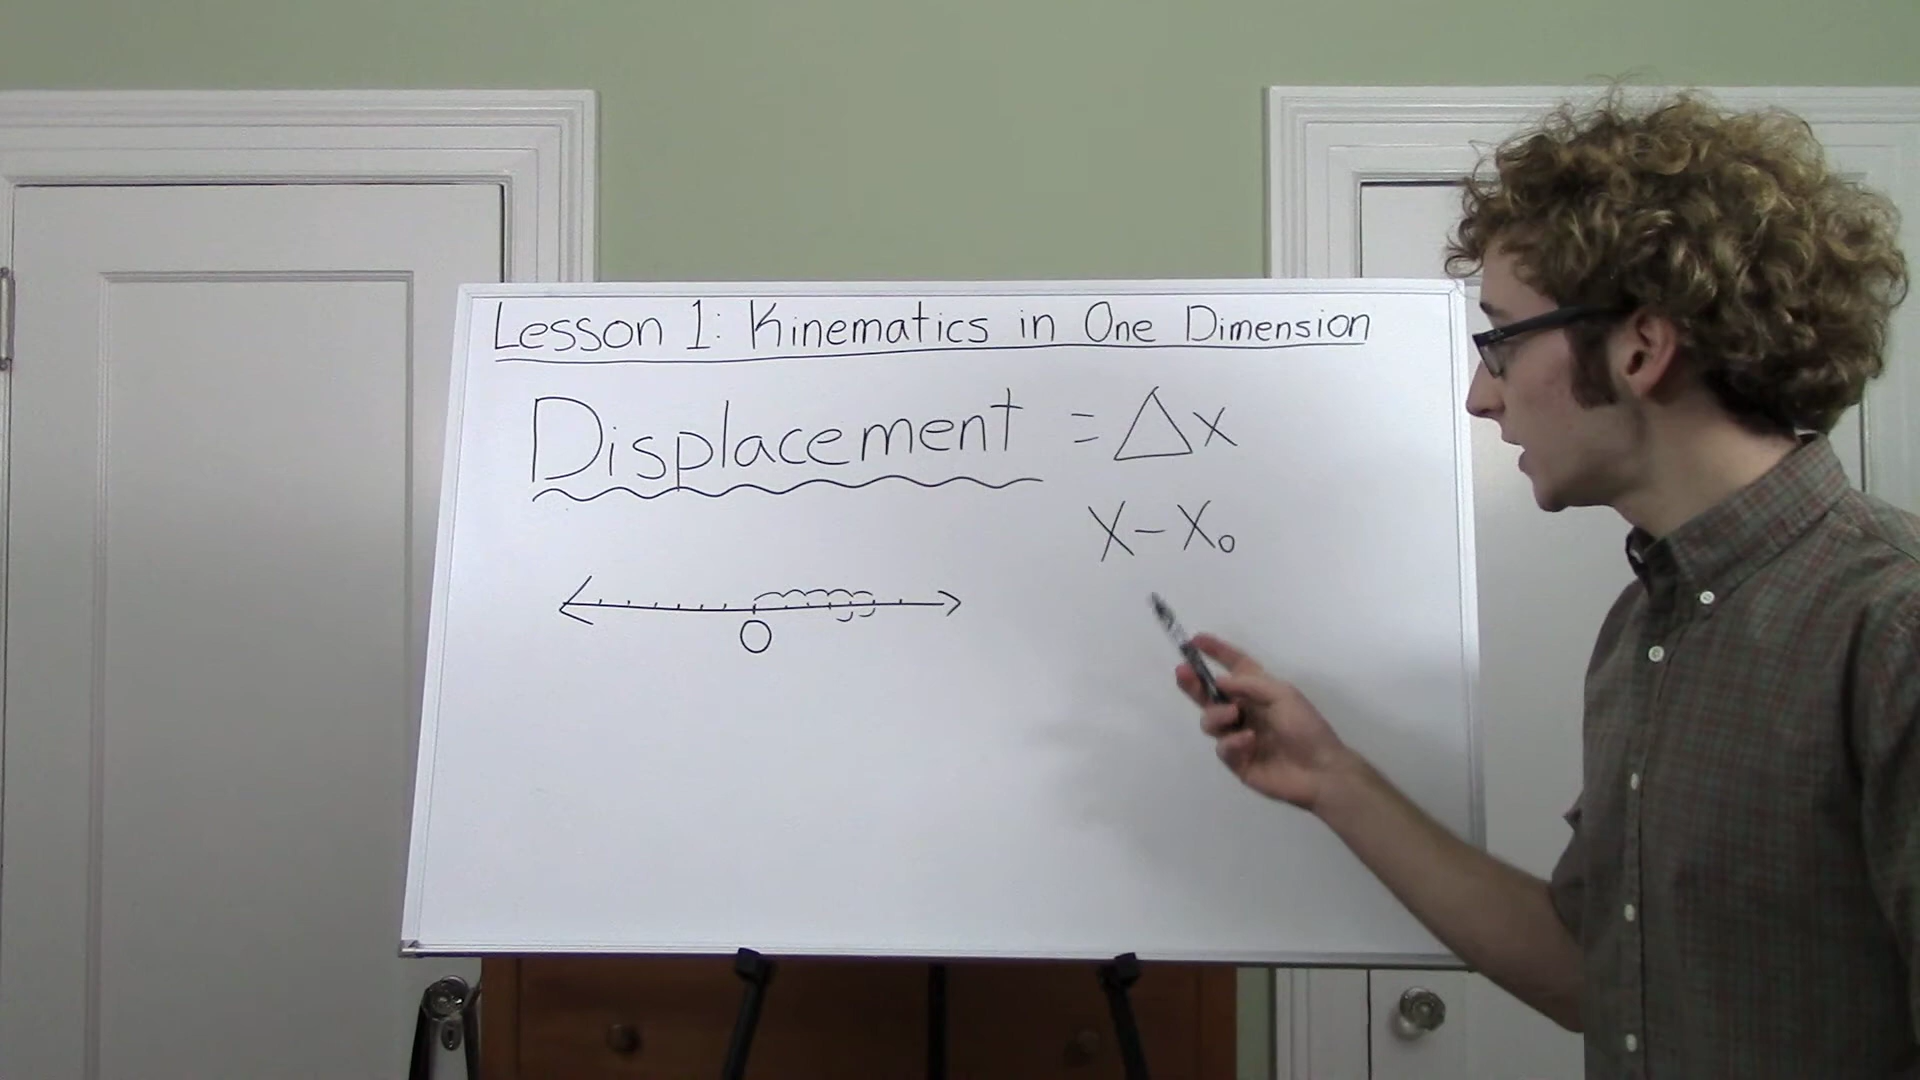 Lesson 1: Kinematics in One Dimension
Displacement = Δx
x - x₀
0